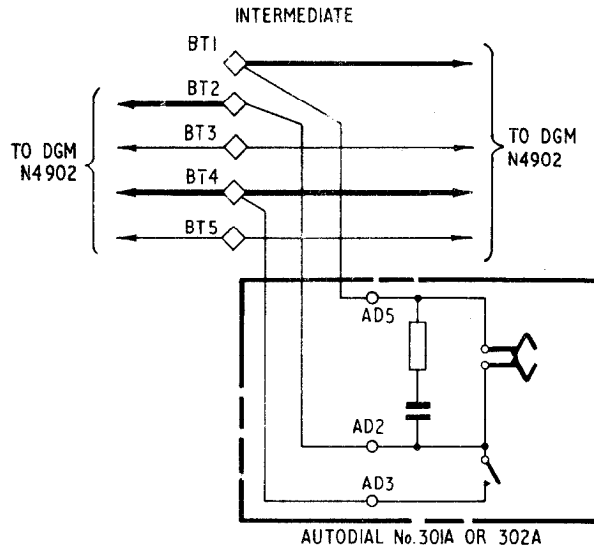 INTERMEDIATE
BT1
BT2
BT3
BT4
BT5
TO DGM
N4902
TO DGM
N4902
AD5
AD2
AD3
AUTODIAL No.301A OR 302A